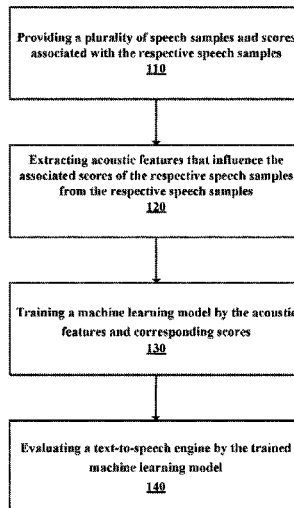 Providing a plurality of speech samples and scores
associated with the respective speech samples
110
Extracting acoustic features that influence the
associated scores of the respective speech samples
from the respective speech samples
120
Training a machine learning model by the acoustic
features and corresponding scores
130
Evaluating a text-to-speech engine by the trained
machine learning model
140